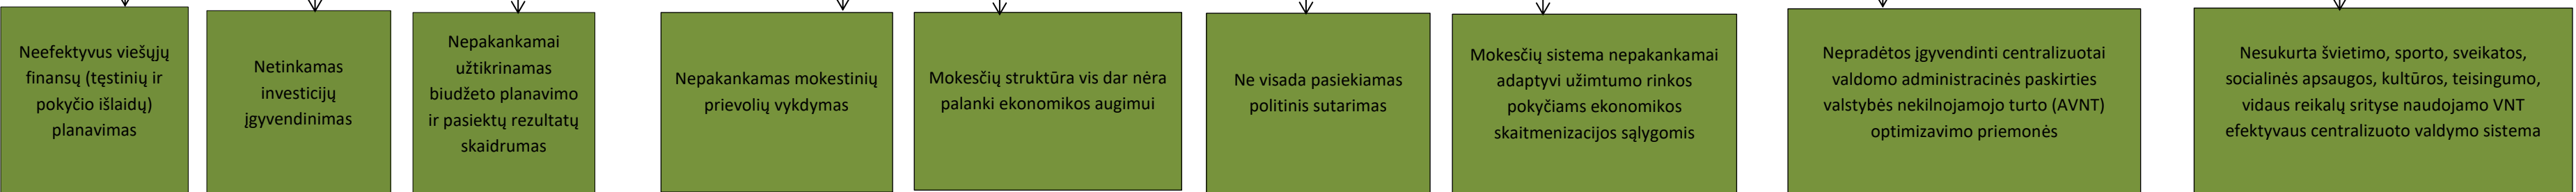 Neefektyvus viešųjų
finansų (tęstinių ir
pokyčio išlaidų)
planavimas
Netinkamas
investicijų
įgyvendinimas
Nepakankamai
užtikrinamas
biudžeto planavimo
ir pasiektų rezultatų
skaidrumas
Nepakankamas mokestinių
prievolių vykdymas
Mokesčių struktūra vis dar nėra
palanki ekonomikos augimui
Ne visada pasiekiamas
politinis sutarimas
Mokesčių sistema nepakankamai
adaptyvi užimtumo rinkos
pokyčiams ekonomikos
skaitmenizacijos sąlygomis
Nepradėtos įgyvendinti centralizuotai
valdomo administracinės paskirties
valstybės nekilnojamojo turto (AVNT)
optimizavimo priemonės
Nesukurta švietimo, sporto, sveikatos,
socialinės apsaugos, kultūros, teisingumo,
vidaus reikalų srityse naudojamo VNT
efektyvaus centralizuoto valdymo sistema